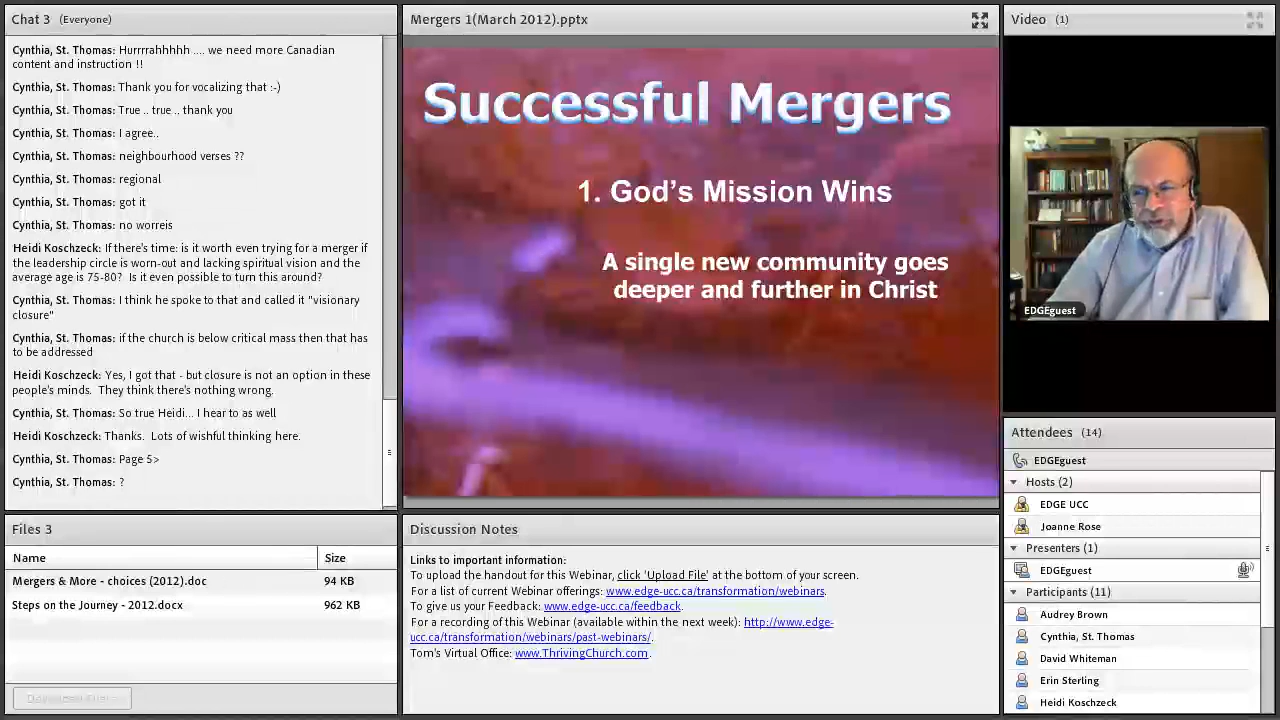 Chat 3 (Everyone)
Cynthia, St. Thomas: Hurrrrahhhhh .... we need more Canadian
content and instruction !!
Cynthia, St. Thomas: Thank you for vocalizing that :-)
Cynthia, St. Thomas: True .. true .. thank you
Cynthia, St. Thomas: I agree..
Cynthia, St. Thomas: neighbourhood verses ??
Cynthia, St. Thomas: regional
Cynthia, St. Thomas: got it
Cynthia, St. Thomas: no worreis
Heidi Koschzeck: If there's time: is it worth even trying for a merger if
the leadership circle is worn-out and lacking spiritual vision and the
average age is 75-80?  Is it even possible to turn this around?
Cynthia, St. Thomas: I think he spoke to that and called it "visionary
closure"
Cynthia, St. Thomas: if the church is below critical mass then that has
to be addressed
Heidi Koschzeck: Yes, I got that - but closure is not an option in these
people's minds.  They think there's nothing wrong.
Cynthia, St. Thomas: So true Heidi... I hear to as well
Heidi Koschzeck: Thanks.  Lots of wishful thinking here.
Cynthia, St. Thomas: Page 5>
Cynthia, St. Thomas: ?
Files 3
Name Size
Mergers & More - choices (2012).doc 94 KB
Steps on the Journey - 2012.docx 962 KB
Mergers 1(March 2012).pptx
Successful Mergers
1. God's Mission Wins
A single new community goes
deeper and further in Christ
Discussion Notes
Links to important information:
To upload the handout for this Webinar, click 'Upload File' at the bottom of your screen.
For a list of current Webinar offerings: www.edge-ucc.ca/transformation/webinars.
To give us your Feedback: www.edge-ucc.ca/feedback.
For a recording of this Webinar (available within the next week): http://www.edge-
ucc.ca/transformation/webinars/past-webinars/.
Tom's Virtual Office: www.ThrivingChurch.com.
Video (1)
EDGEguest
Attendees (14)
EDGEguest
Hosts (2)
EDGE UCC
Joanne Rose
Presenters (1)
EDGEguest
Participants (11)
Audrey Brown
Cynthia, St. Thomas
David Whiteman
Erin Sterling
Heidi Koschzeck